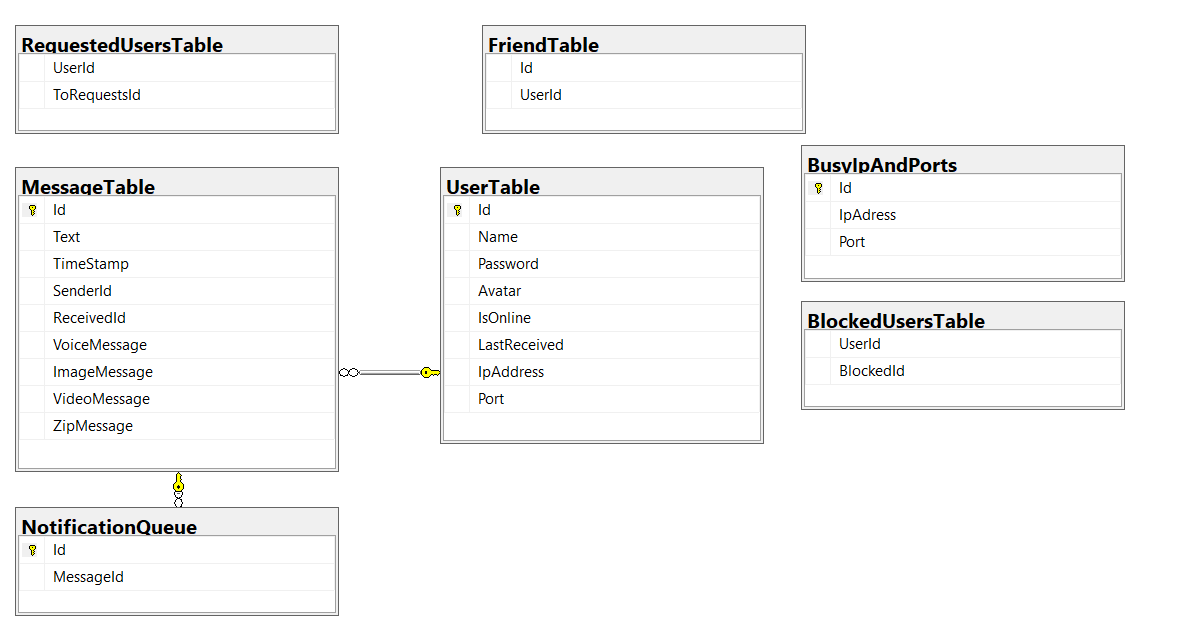 RequestedUsersTable
UserId
ToRequestsId
FriendTable
Id
UserId
BusyIpAndPorts
Id
IpAdress
Port
MessageTable
Id
Text
TimeStamp
SenderId
ReceivedId
VoiceMessage
ImageMessage
VideoMessage
ZipMessage
UserTable
Id
Name
Password
Avatar
IsOnline
LastReceived
IpAddress
Port
BlockedUsersTable
UserId
BlockedId
NotificationQueue
Id
MessageId